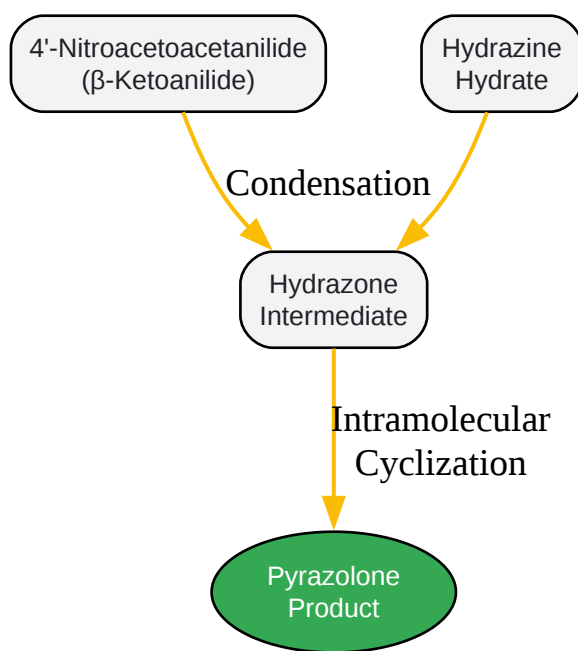 4'-Nitroacetoacetanilide
(β-Ketoanilide)
Hydrazine
Hydrate
Condensation
Hydrazone
Intermediate
Intramolecular
Cyclization
Pyrazolone
Product